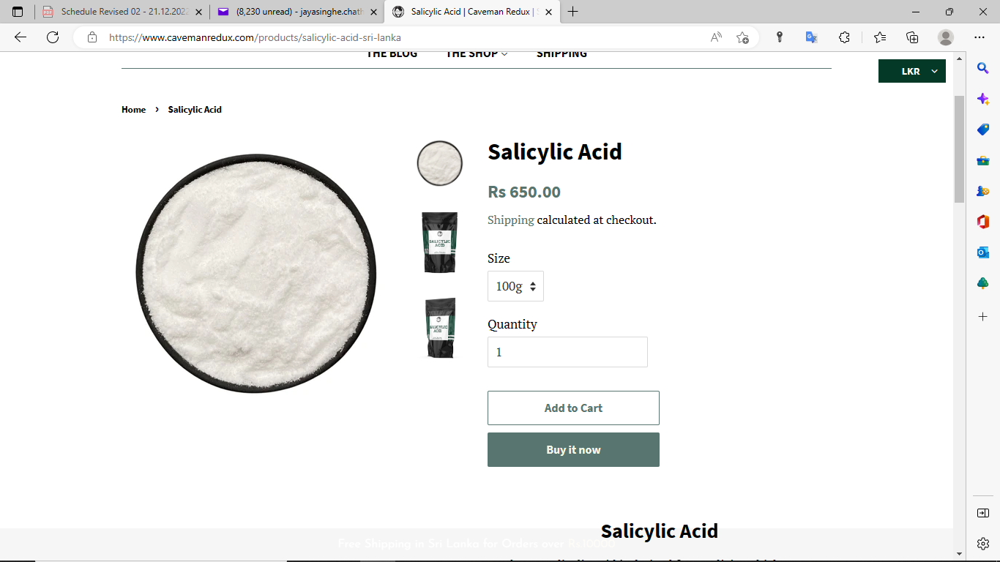 Schedule Revised 02 - 21.12.2022
(8,230 unread) - jayasinghe.chath
Salicylic Acid | Caveman Redux |
https://www.cavemanredux.com/products/salicylic-acid-sri-lanka
THE BLOG THE SHOP SHIPPING
LKR
Home › Salicylic Acid
Salicylic Acid
Rs 650.00
Shipping calculated at checkout.
Size
100g
SALICYLIC
ACID
SALICYLIC
ACID
Quantity
1
Add to Cart
Buy it now
Salicylic Acid
Free Shipping in Sri Lanka for Orders over